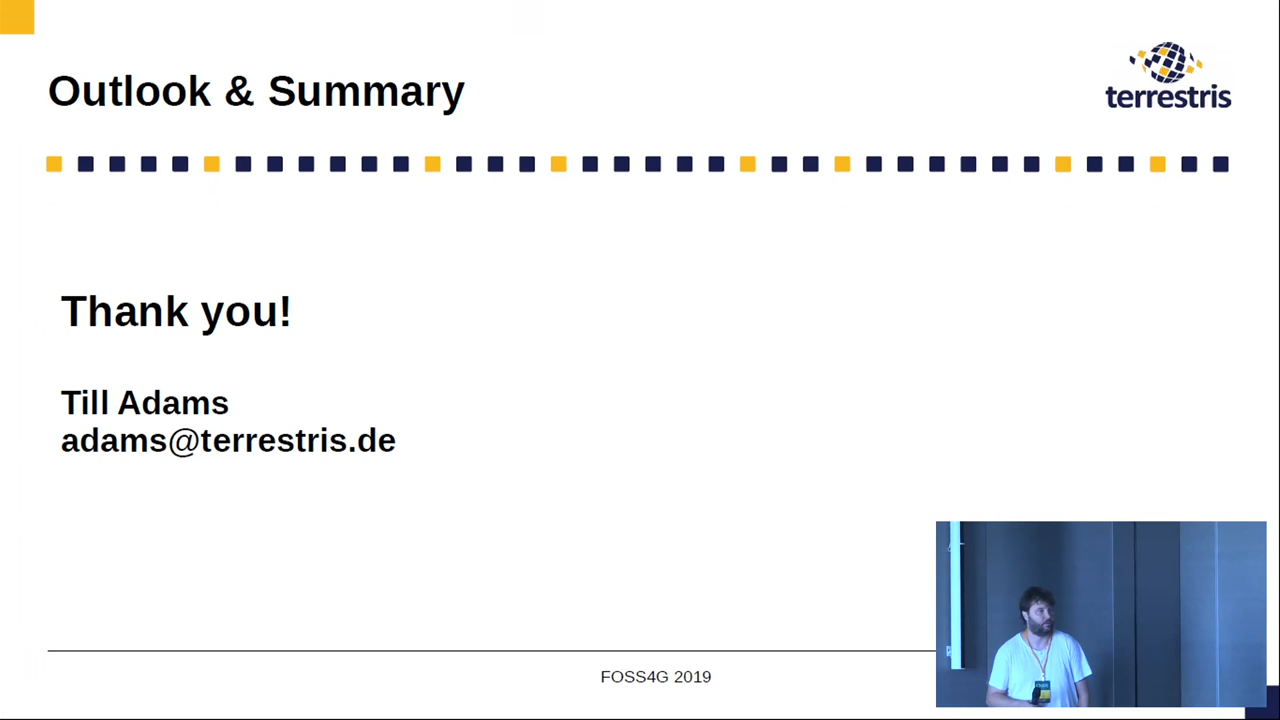 Outlook & Summary
terrestris
Thank you!
Till Adams
adams@terrestris.de
FOSS4G 2019